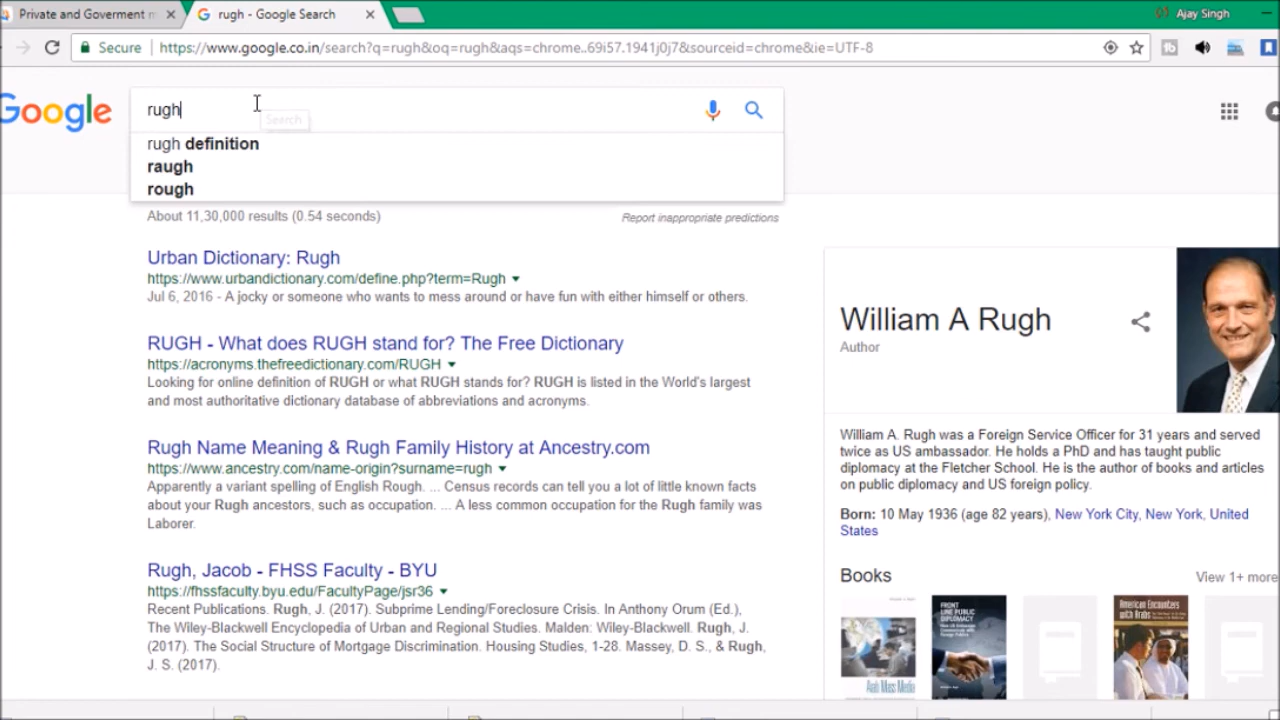 Private and Goverment
rugh - Google Search
Ajay Singh
Secure
https://www.google.co.in/search?q=rugh&oq=rugh&aqs=chrome..69i57.1941j0j7&sourceid=chrome&ie=UTF-8
Google
rugh
Search
rugh definition
raugh
rough
About 11,30,000 results (0.54 seconds)
Report inappropriate predictions
Urban Dictionary: Rugh
https://www.urbandictionary.com/define.php?term=Rugh
Jul 6, 2016 - A jocky or someone who wants to mess around or have fun with either himself or others.
RUGH - What does RUGH stand for? The Free Dictionary
https://acronyms.thefreedictionary.com/RUGH
Looking for online definition of RUGH or what RUGH stands for? RUGH is listed in the World's largest
and most authoritative dictionary database of abbreviations and acronyms.
Rugh Name Meaning & Rugh Family History at Ancestry.com
https://www.ancestry.com/name-origin?surname=rugh
Apparently a variant spelling of English Rough. ... Census records can tell you a lot of little known facts
about your Rugh ancestors, such as occupation. ... A less common occupation for the Rugh family was
Laborer.
Rugh, Jacob - FHSS Faculty - BYU
https://fhssfaculty.byu.edu/FacultyPage/jsr36
Recent Publications. Rugh, J. (2017). Subprime Lending/Foreclosure Crisis. In Anthony Orum (Ed.),
The Wiley-Blackwell Encyclopedia of Urban and Regional Studies. Malden: Wiley-Blackwell. Rugh, J.
(2017). The Social Structure of Mortgage Discrimination. Housing Studies, 1-28. Massey, D. S., & Rugh,
J. S. (2017).
William A Rugh
Author
William A. Rugh was a Foreign Service Officer for 31 years and served
twice as US ambassador. He holds a PhD and has taught public
diplomacy at the Fletcher School. He is the author of books and articles
on public diplomacy and US foreign policy.
Born: 10 May 1936 (age 82 years), New York City, New York, United
States
Books
View 1+ more
Arab Mass Media
FRONT
LINE PUBLIC
DIPLOMACY
American Encounters
with Arabs